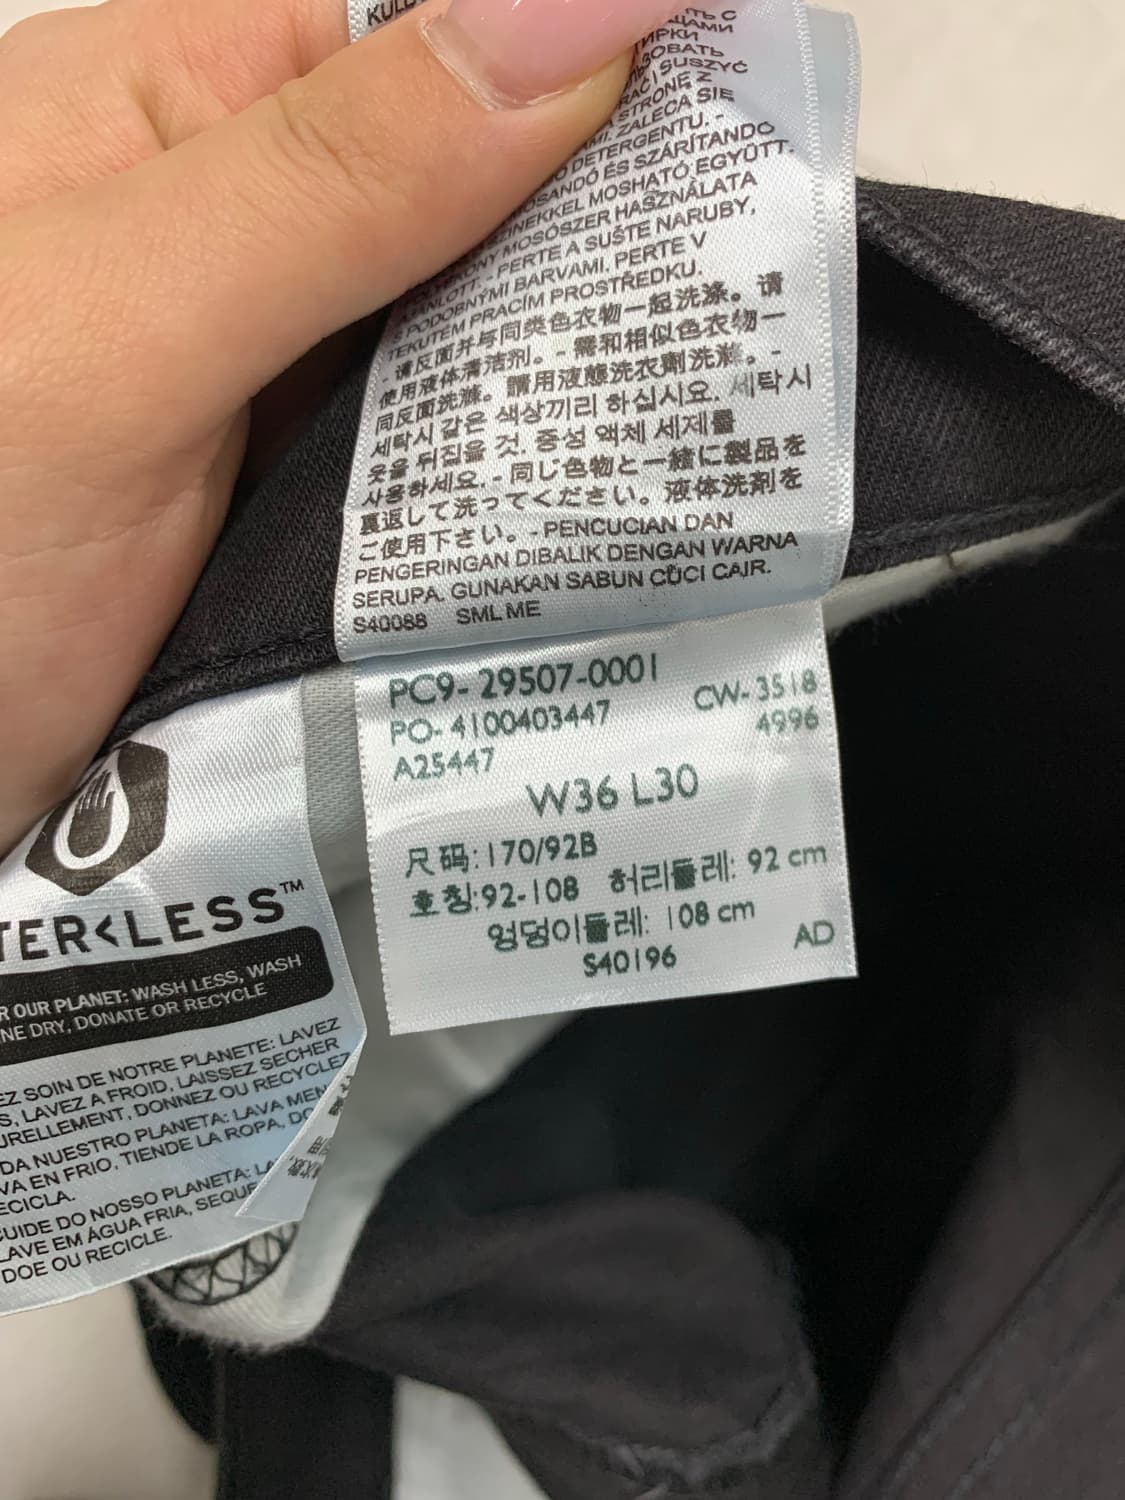 DETERGENTU. -
SZÁRÍTANDÓ
MOSHATÓ EGYÜTT.
MOSÓSZER HASZNÁLATA
- PERTE A SUŠTE NARUBY,
PODOBNÝMI BARVAMI. PERTE V
TEKUTÉM PRACÍM PROSTŘEDKU.
- 请反面并与同类色衣物一起洗涤。请
使用液体清洁剂。- 需和相似色衣物一
同反面洗滌。請用液態洗衣劑洗滌。-
세탁시 같은 색상끼리 하십시요. 세탁시
옷을 뒤집을 것. 중성 액체 세제를
사용하세요. - 同じ色物と一緒に製品を
裏返して洗ってください。液体洗剤を
ご使用下さい。- PENCUCIAN DAN
PENGERINGAN DIBALIK DENGAN WARNA
SERUPA. GUNAKAN SABUN CUCI CAIR.
S40088 SML ME
PC9-29507-0001
PO-4100403447 CW-3518
A25447 4996
W36 L30
尺码:170/92B
호칭:92-108 허리둘레: 92 cm
엉덩이둘레: 108 cm
S40196 AD
TER<LESS™
R OUR PLANET: WASH LESS, WASH
NE DRY, DONATE OR RECYCLE
EZ SOIN DE NOTRE PLANETE: LAVEZ
S, LAVEZ A FROID, LAISSEZ SECHER
URELLEMENT, DONNEZ OU RECYCLEZ
DA NUESTRO PLANETA: LAVA MEN
VA EN FRIO, TIENDE LA ROPA, DO
ECICLA.
CUIDE DO NOSSO PLANETA: LA
LAVE EM ÁGUA FRIA, SEQUE
DOE OU RECICLE.